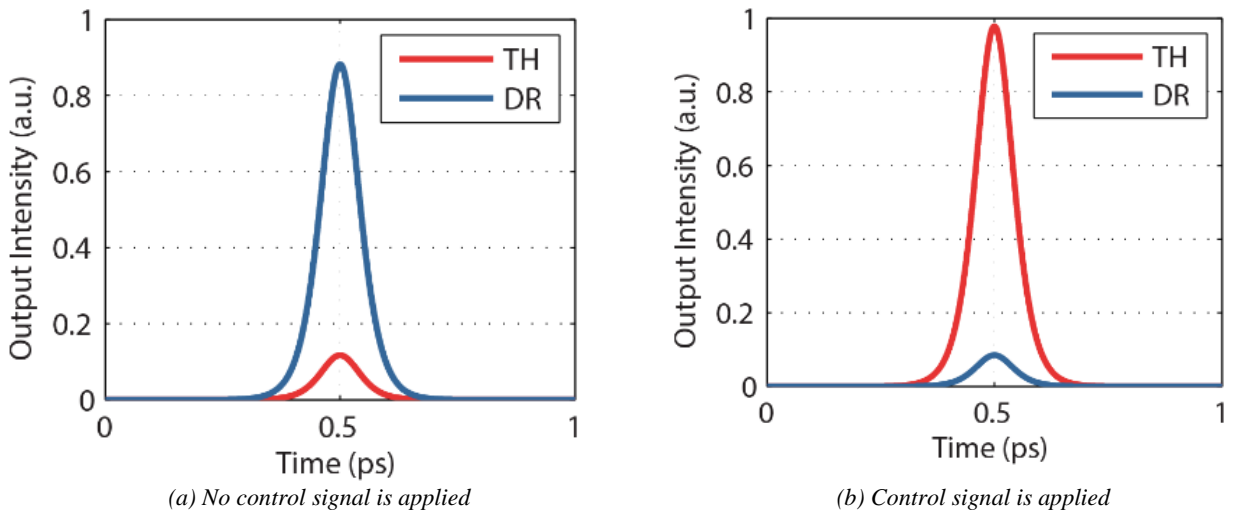 1
0.8
0.6
0.4
0.2
0
Output Intensity (a.u.)
TH
DR
0
0.5
1
Time (ps)
(a) No control signal is applied
1
0.8
0.6
0.4
0.2
0
Output Intensity (a.u.)
TH
DR
0
0.5
1
Time (ps)
(b) Control signal is applied